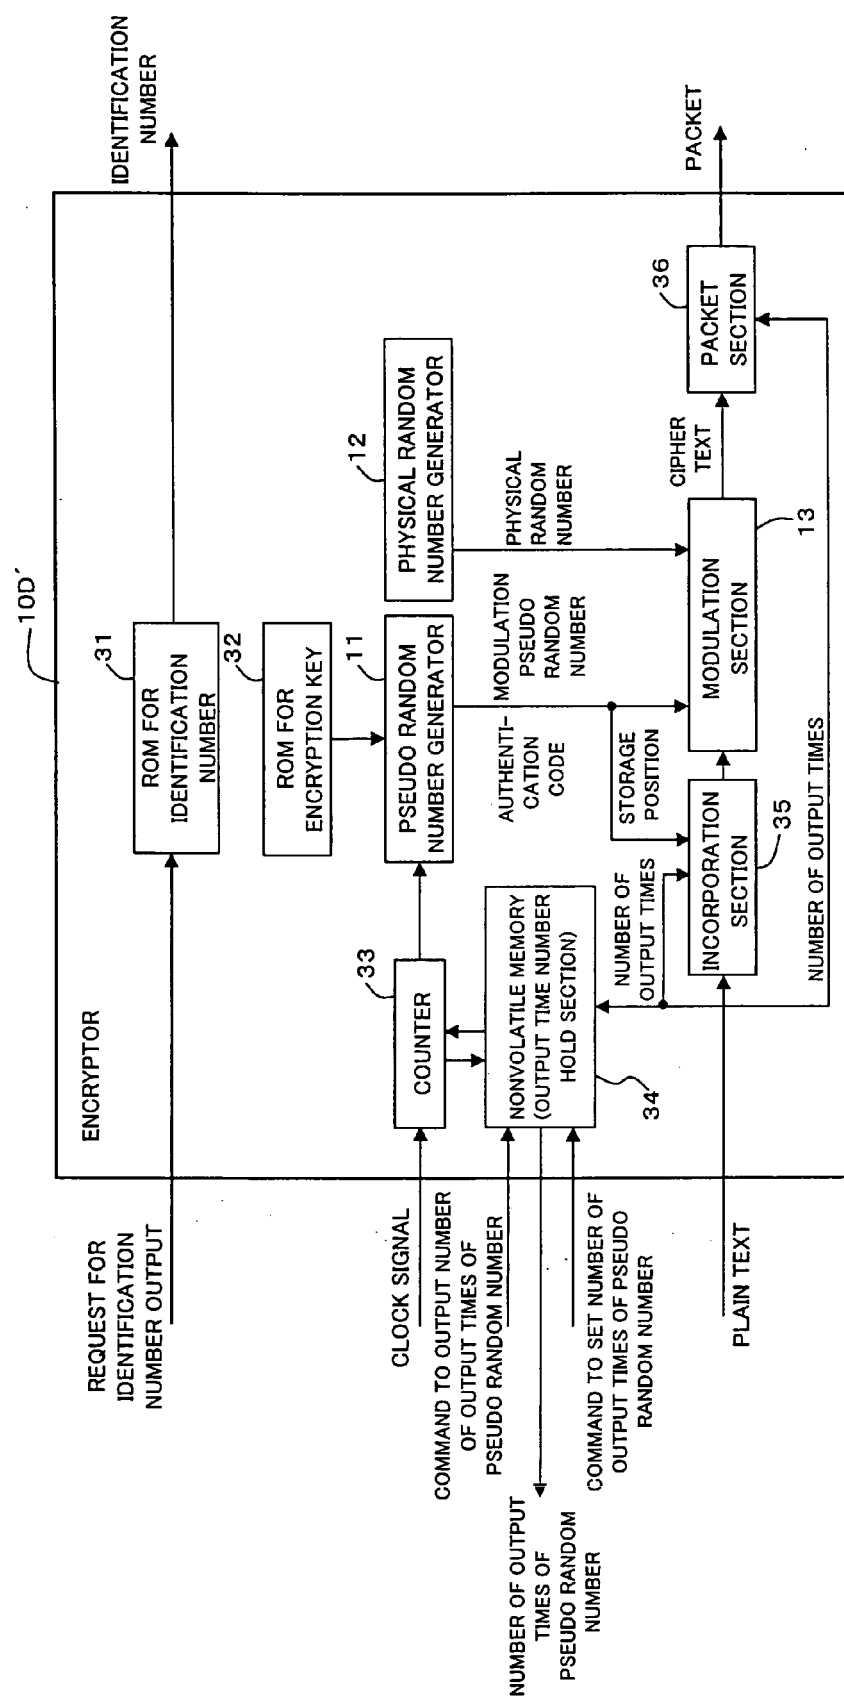 10D´
ENCRYPTOR
REQUEST FOR
IDENTIFICATION
NUMBER OUTPUT
31
ROM FOR
IDENTIFICATION
NUMBER
IDENTIFICATION
NUMBER
32
ROM FOR
ENCRYPTION KEY
CLOCK SIGNAL
33
COUNTER
11
PSEUDO RANDOM
NUMBER GENERATOR
12
PHYSICAL RANDOM
NUMBER GENERATOR
COMMAND TO OUTPUT NUMBER
OF OUTPUT TIMES OF
PSEUDO RANDOM NUMBER
NUMBER OF OUTPUT
TIMES OF
PSEUDO RANDOM
NUMBER
COMMAND TO SET NUMBER OF
OUTPUT TIMES OF PSEUDO
RANDOM NUMBER
NONVOLATILE MEMORY
(OUTPUT TIME NUMBER
HOLD SECTION)
34
AUTHENTI-
CATION
CODE
MODULATION
PSEUDO
RANDOM
NUMBER
PHYSICAL
RANDOM
NUMBER
NUMBER OF
OUTPUT TIMES
STORAGE
POSITION
PLAIN TEXT
INCORPORATION
SECTION
35
MODULATION
SECTION
13
CIPHER
TEXT
36
PACKET
SECTION
PACKET
NUMBER OF OUTPUT TIMES